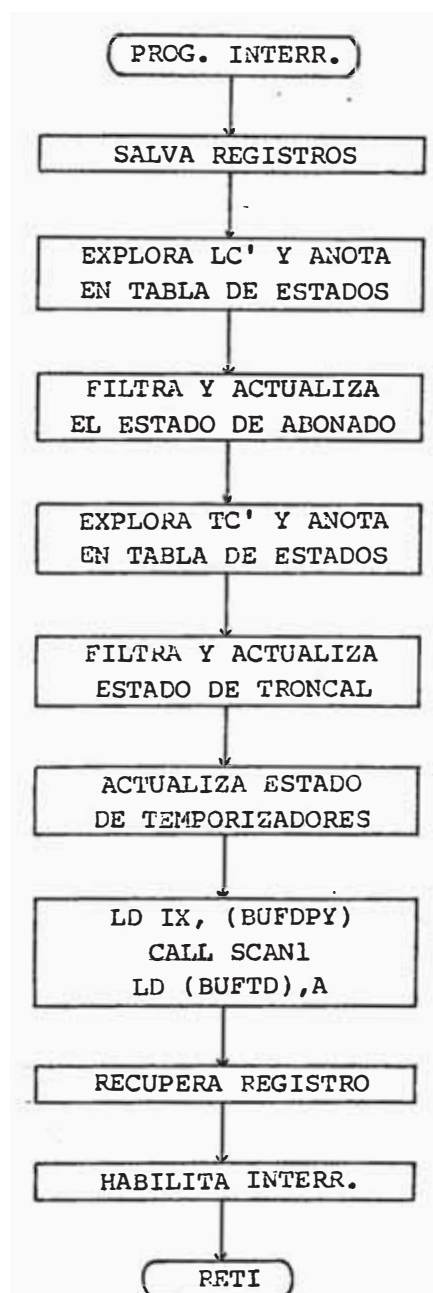 PROG. INTERR.
SALVA REGISTROS
EXPLORA LC' Y ANOTA
EN TABLA DE ESTADOS
FILTRA Y ACTUALIZA
EL ESTADO DE ABONADO
EXPLORA TC' Y ANOTA
EN TABLA DE ESTADOS
FILTRA Y ACTUALIZA
ESTADO DE TRONCAL
ACTUALIZA ESTADO
DE TEMPORIZADORES
LD IX, (BUFDPY)
CALL SCAN1
LD (BUFTD),A
RECUPERA REGISTRO
HABILITA INTERR.
RETI